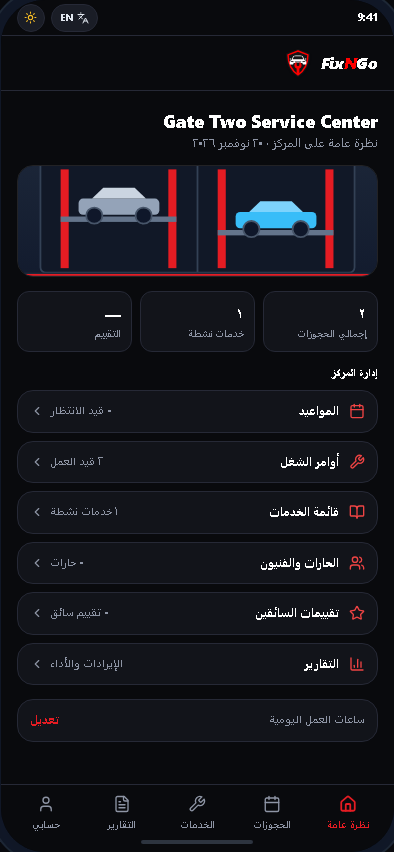 9:41
EN
FixNGo
Gate Two Service Center
نظرة عامة على المركز · ٢٠ نوفمبر ٢٠٢٦
٢
إجمالي الحجوزات
١
خدمات نشطة
—
التقييم
إدارة المركز
المواعيد
٠ قيد الانتظار
أوامر الشغل
٢ قيد العمل
قائمة الخدمات
١ خدمات نشطة
الحارات والفنيون
٠ حارات
تقييمات السائقين
٠ تقييم سائق
التقارير
الإيرادات والأداء
ساعات العمل اليومية
تعديل
نظرة عامة
الحجوزات
الخدمات
التقارير
حسابي